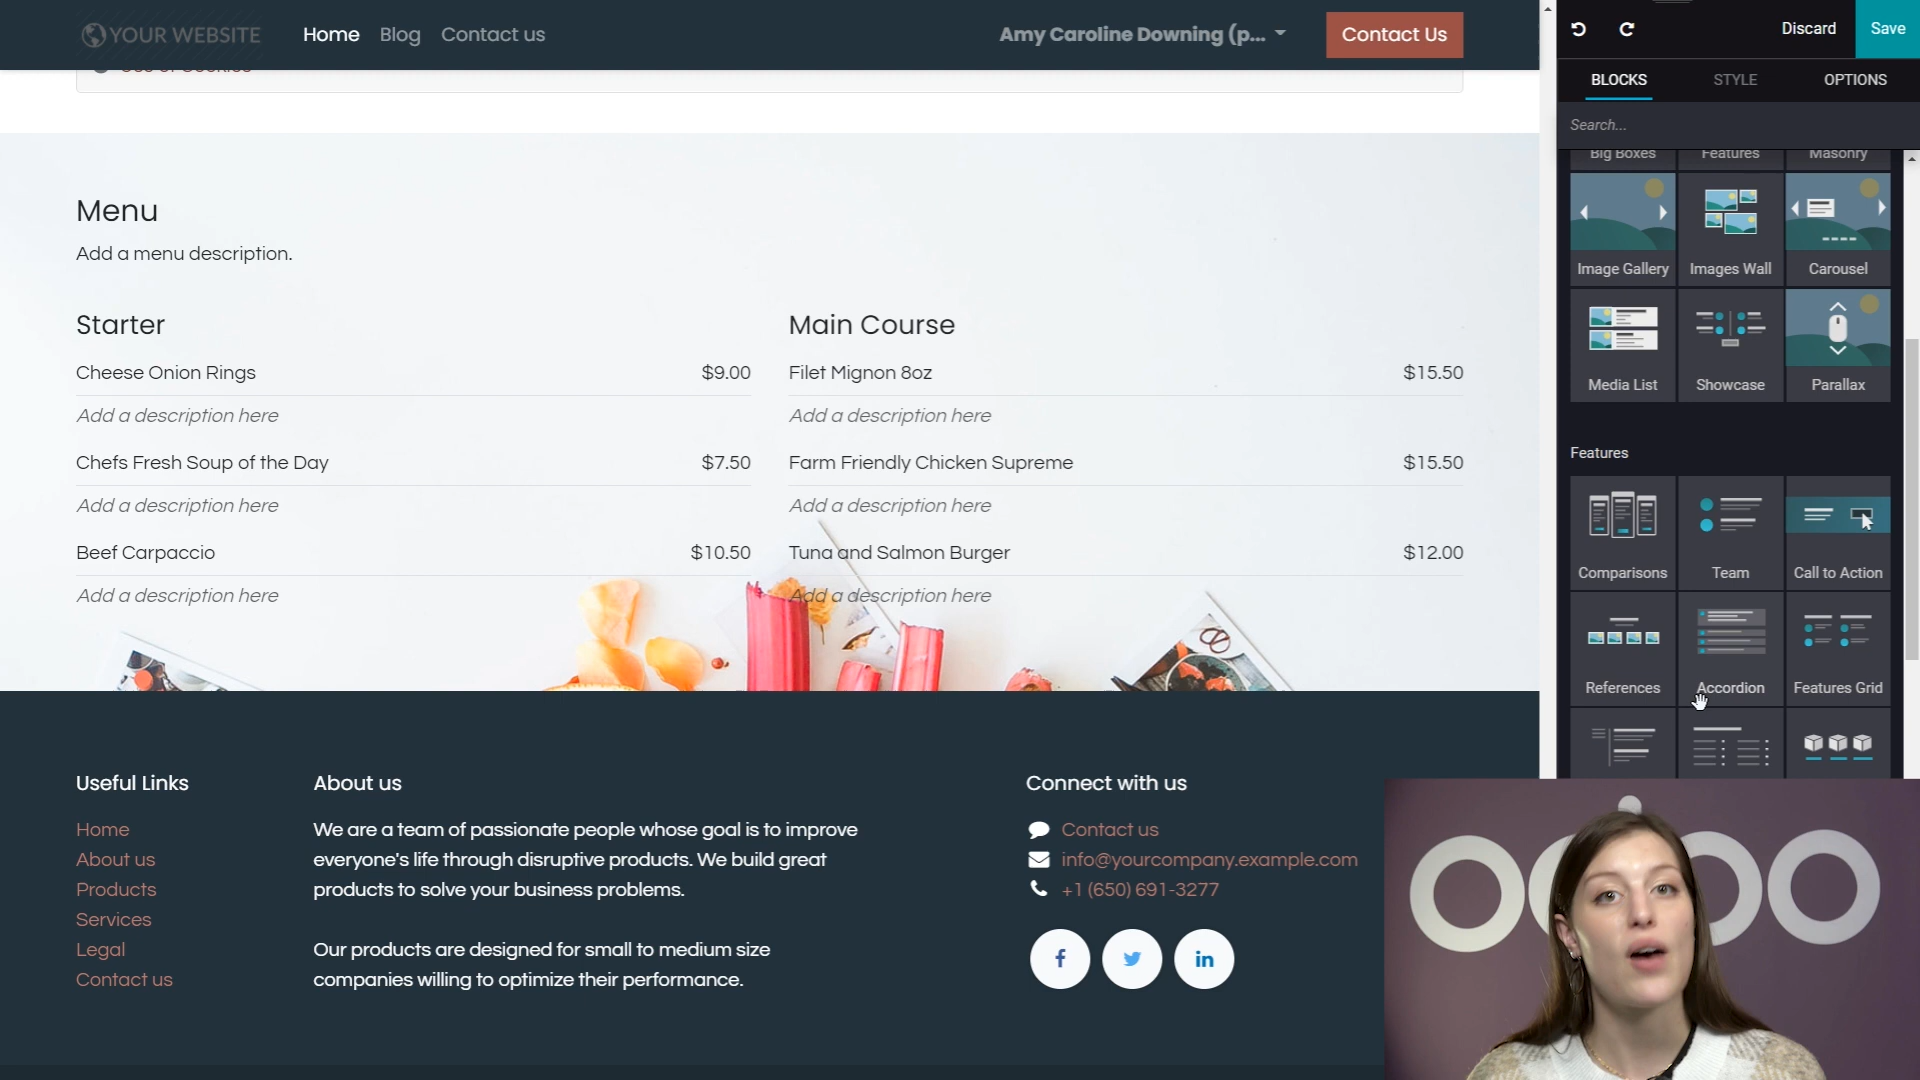 YOUR WEBSITE
Home
Blog
Contact us
Amy Caroline Downing (p...
Contact Us
Discard
Save
BLOCKS
STYLE
OPTIONS
Search...
Use of Cookies
Big Boxes
Features
Masonry
Menu
Add a menu description.
Starter
Cheese Onion Rings $9.00
Add a description here
Chefs Fresh Soup of the Day $7.50
Add a description here
Beef Carpaccio $10.50
Add a description here
Main Course
Filet Mignon 8oz $15.50
Add a description here
Farm Friendly Chicken Supreme $15.50
Add a description here
Tuna and Salmon Burger $12.00
Add a description here
Image Gallery
Images Wall
Carousel
Media List
Showcase
Parallax
Features
Comparisons
Team
Call to Action
References
Accordion
Features Grid
Useful Links
Home
About us
Products
Services
Legal
Contact us
About us
We are a team of passionate people whose goal is to improve
everyone's life through disruptive products. We build great
products to solve your business problems.
Our products are designed for small to medium size
companies willing to optimize their performance.
Connect with us
Contact us
info@yourcompany.example.com
+1 (650) 691-3277